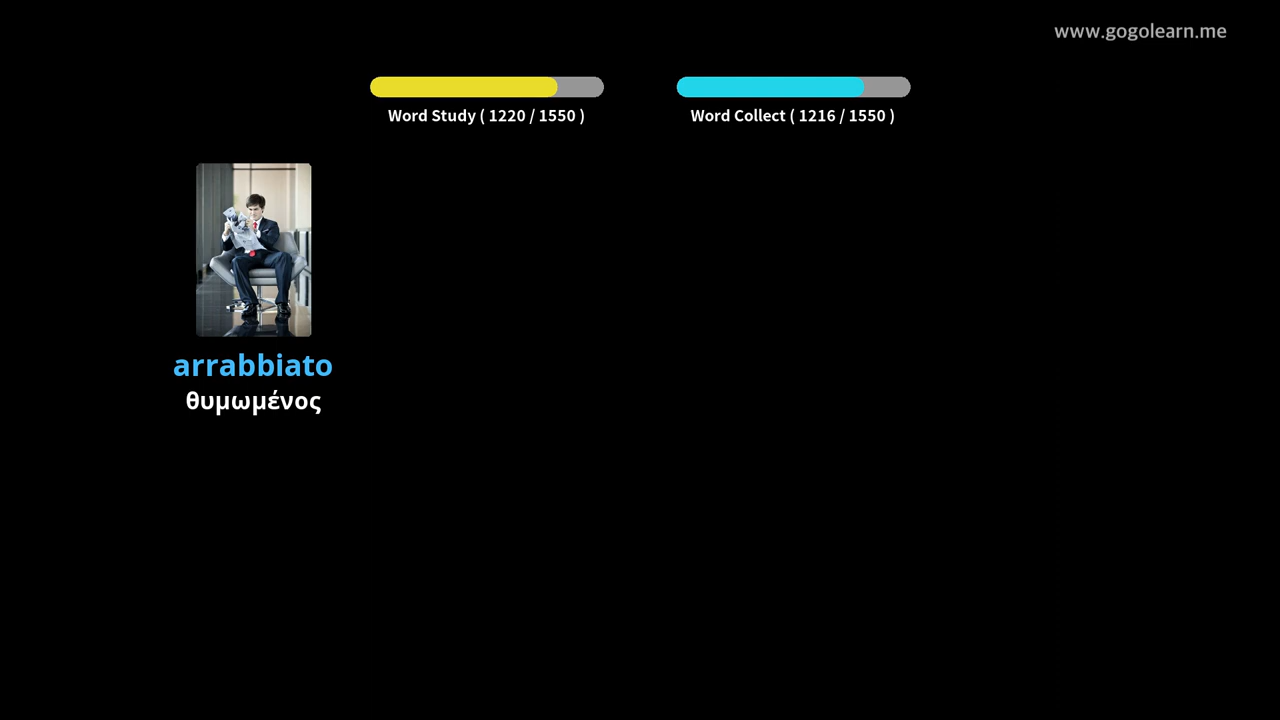 www.gogolearn.me
Word Study ( 1220 / 1550 )
Word Collect ( 1216 / 1550 )
arrabbiato
θυμωμένος